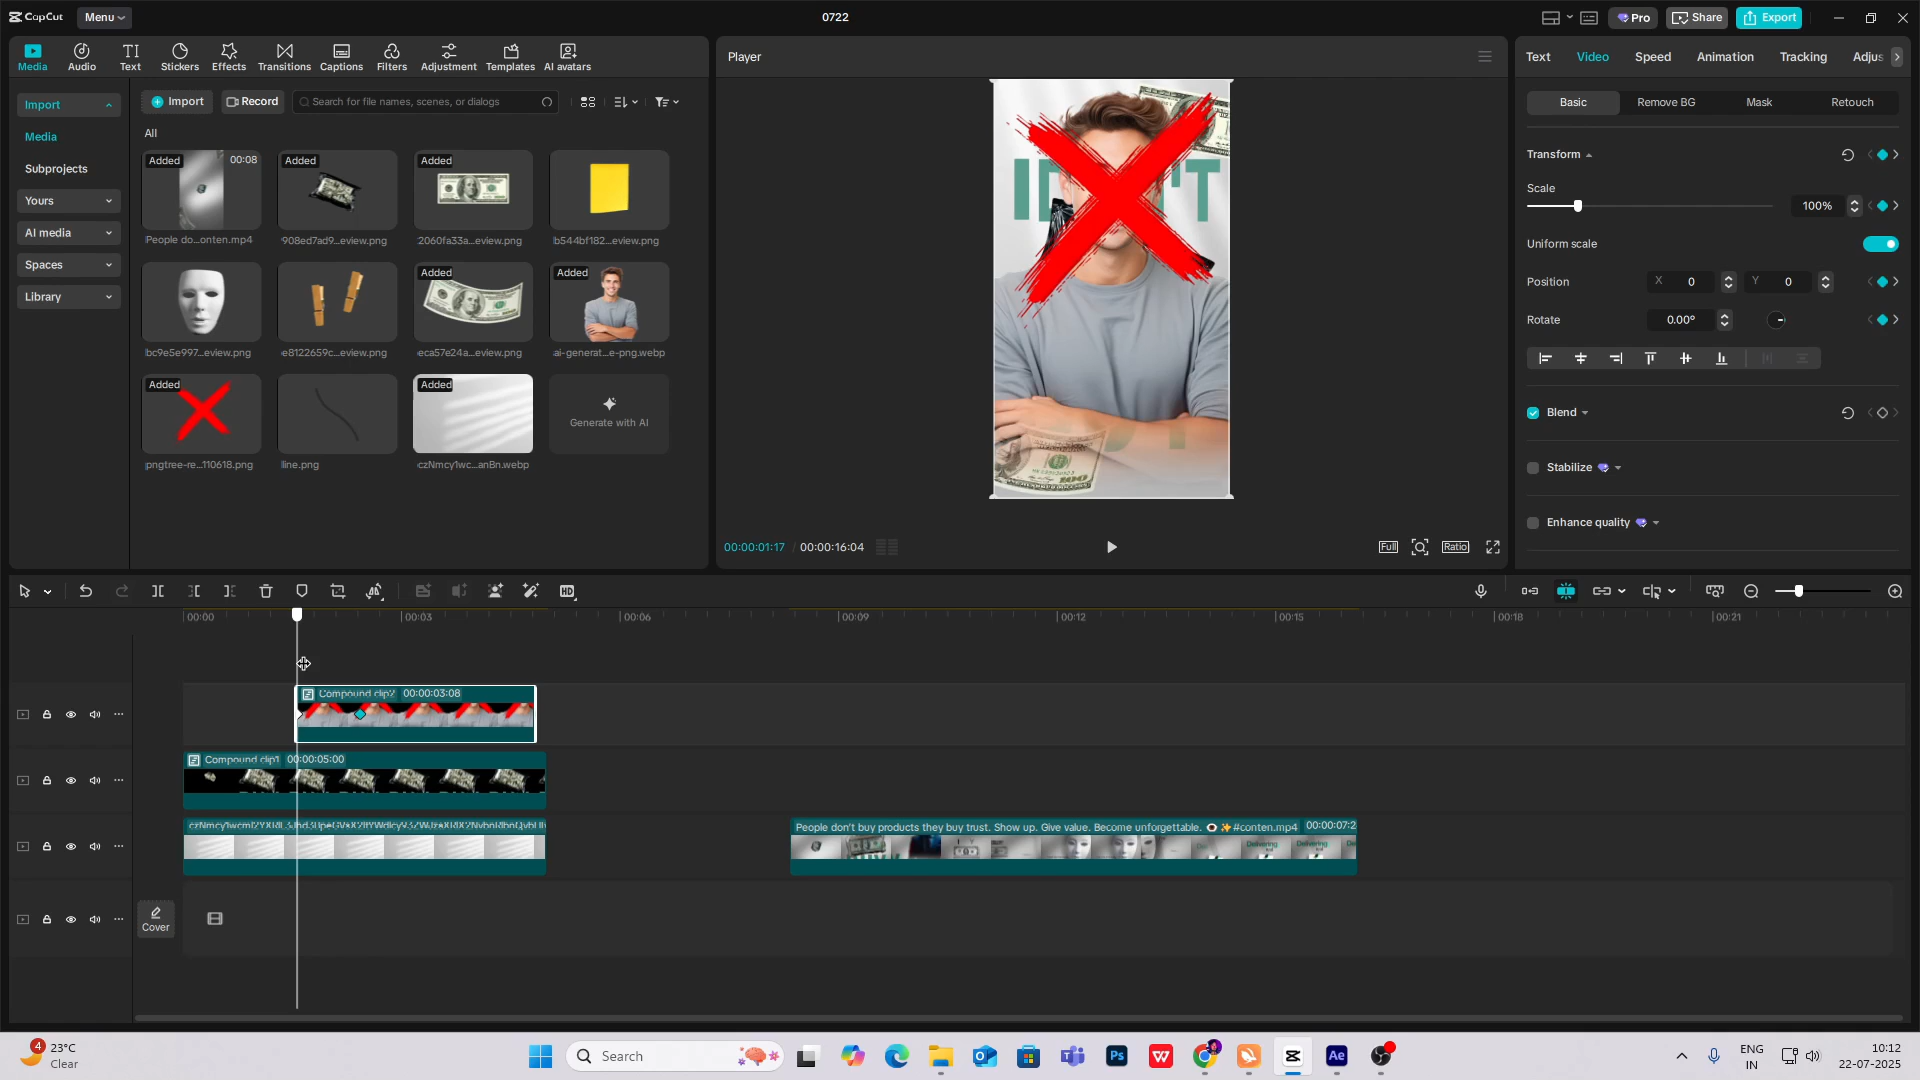 CapCut
Menu
0722
Pro
Share
Export
Media
Audio
Text
Stickers
Effects
Transitions
Captions
Filters
Adjustment
Templates
AI avatars
Player
Text
Video
Speed
Animation
Tracking
Adjus
Import
Import
Record
Search for file names, scenes, or dialogs
Basic
Remove BG
Mask
Retouch
Media
Subprojects
Yours
AI media
Spaces
Library
All
Added 00:08
Added
Added
People do...onten.mp4
908ed7ad9...eview.png
2060fa33a...eview.png
b544bf182...eview.png
Added
Added
bc9e5e997...eview.png
e8122659c...eview.png
eca57e24a...eview.png
ai-generat...e-png.webp
Added
Added
Generate with AI
pngtree-re...110618.png
line.png
czNmcy1wc...anBn.webp
Transform
Scale
100%
Uniform scale
Position
X 0
Y 0
Rotate
0.00°
Blend
Stabilize
Enhance quality
100
00:00:01:17 / 00:00:16:04
Full
Ratio
HD
00:00
00:03
00:06
00:09
00:12
00:15
00:18
00:21
Compound clip2 00:00:03:08
Compound clip1 00:00:05:00
People don't buy products they buy trust. Show up. Give value. Become unforgettable. 👁️✨#conten.mp4 00:00:07:2
Delivering
Delivering
Delivering
Cover
4
23°C
Clear
Search
Ps
W
Ae
ENG
IN
10:12
22-07-2025